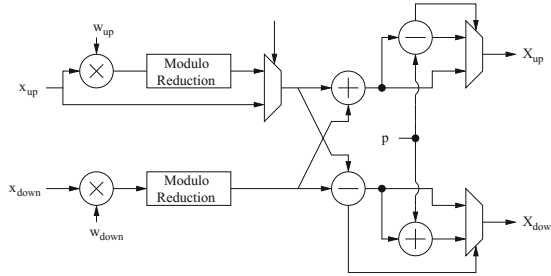 w_up
Modulo
Reduction
x_up
X_up
p
Modulo
Reduction
x_down
w_down
X_dow